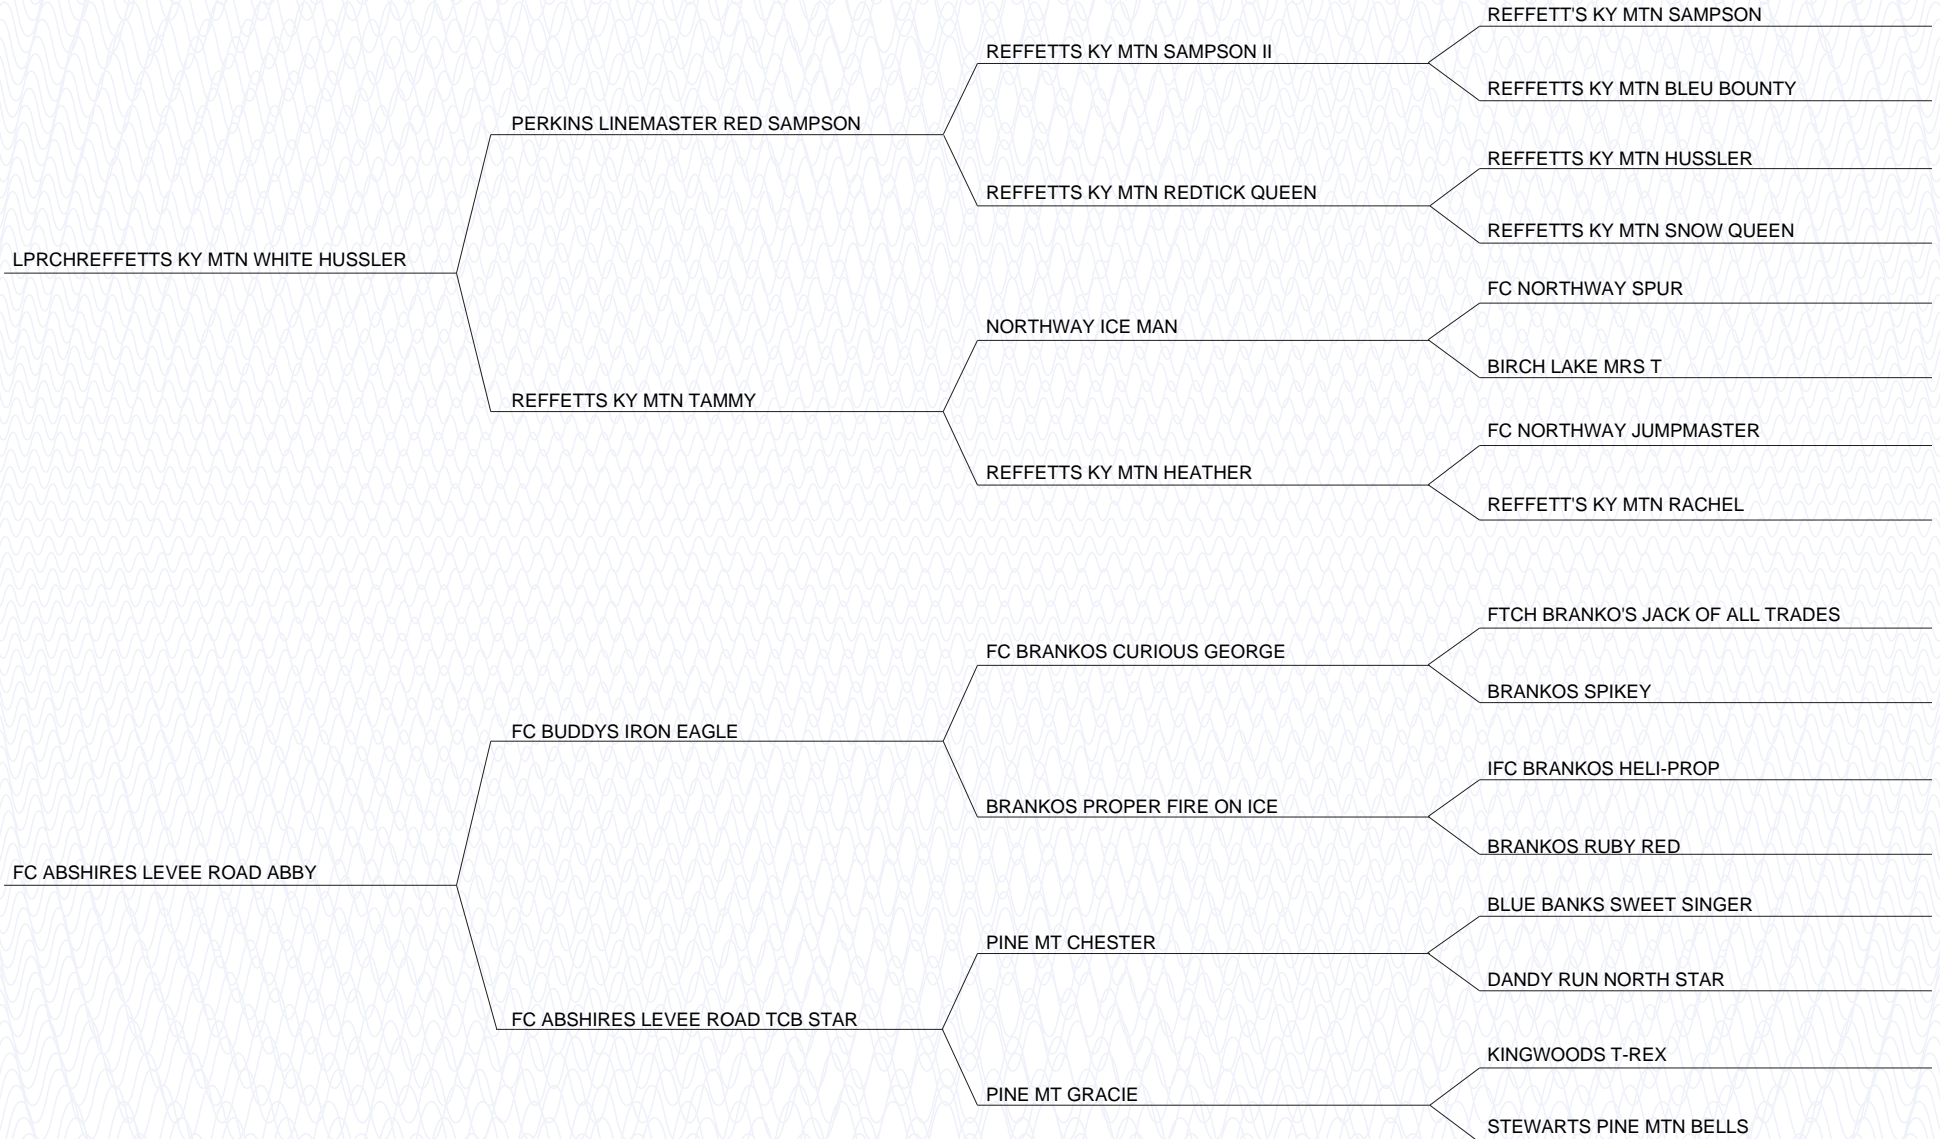 REFFETT'S KY MTN SAMPSON
REFFETTS KY MTN SAMPSON II
REFFETTS KY MTN BLEU BOUNTY
PERKINS LINEMASTER RED SAMPSON
REFFETTS KY MTN HUSSLER
REFFETTS KY MTN REDTICK QUEEN
REFFETTS KY MTN SNOW QUEEN
LPRCHREFFETTS KY MTN WHITE HUSSLER
FC NORTHWAY SPUR
NORTHWAY ICE MAN
BIRCH LAKE MRS T
REFFETTS KY MTN TAMMY
FC NORTHWAY JUMPMASTER
REFFETTS KY MTN HEATHER
REFFETT'S KY MTN RACHEL
FTCH BRANKO'S JACK OF ALL TRADES
FC BRANKOS CURIOUS GEORGE
BRANKOS SPIKEY
FC BUDDYS IRON EAGLE
IFC BRANKOS HELI-PROP
BRANKOS PROPER FIRE ON ICE
BRANKOS RUBY RED
FC ABSHIRES LEVEE ROAD ABBY
BLUE BANKS SWEET SINGER
PINE MT CHESTER
DANDY RUN NORTH STAR
FC ABSHIRES LEVEE ROAD TCB STAR
KINGWOODS T-REX
PINE MT GRACIE
STEWARTS PINE MTN BELLS